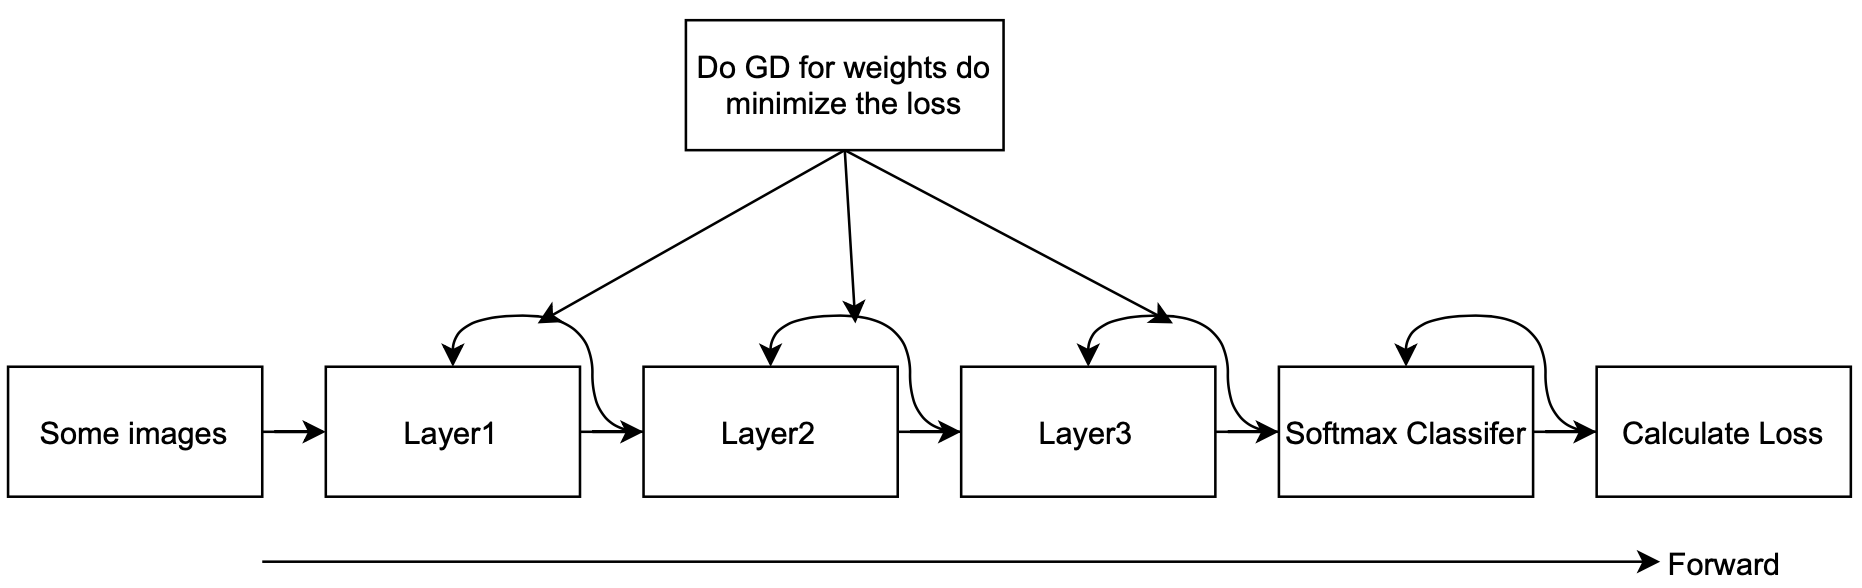 Do GD for weights do
minimize the loss
Some images
Layer1
Layer2
Layer3
Softmax Classifer
Calculate Loss
Forward